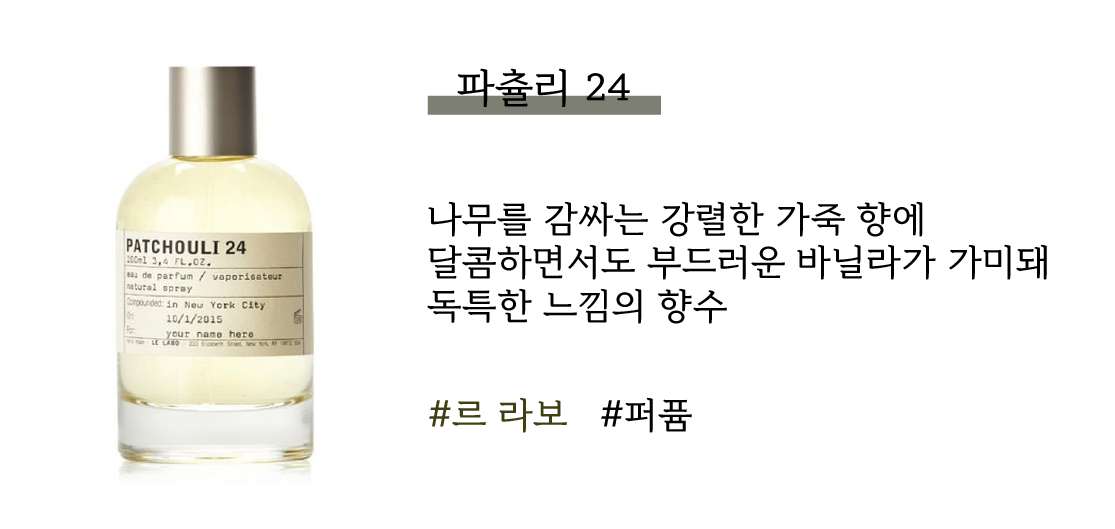 파츌리 24
나무를 감싸는 강렬한 가죽 향에
달콤하면서도 부드러운 바닐라가 가미돼
독특한 느낌의 향수
#르 라보 #퍼퓸
PATCHOULI 24
100ml 3,4 FL.OZ.
eau de parfum / vaporisateur
natural spray
Compounded: in New York City
On: 10/1/2015
For: your name here
LE LABO